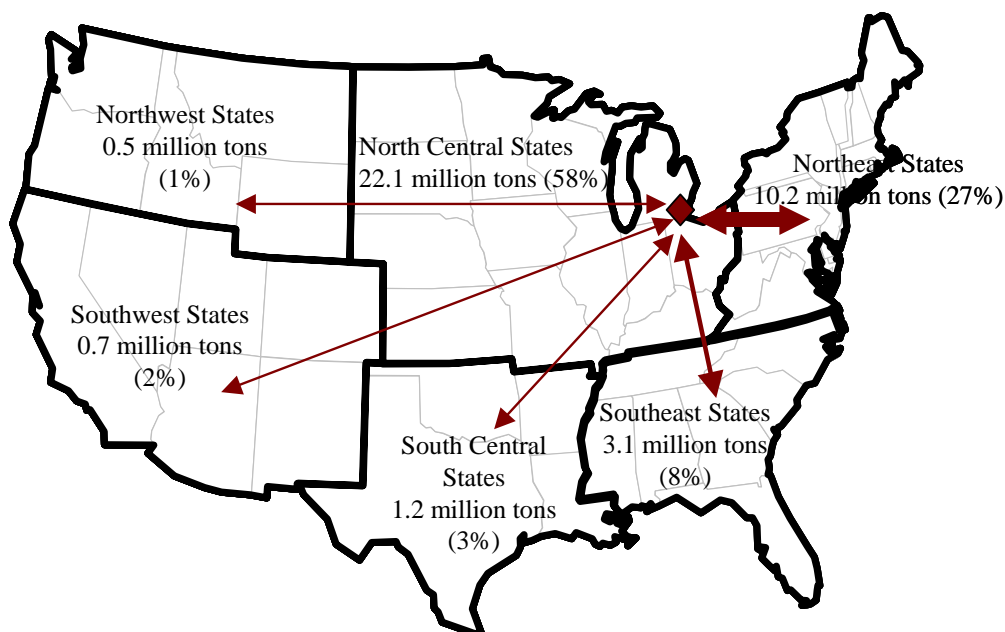 Northwest States
0.5 million tons
(1%)
North Central States
22.1 million tons (58%)
Northeast States
10.2 million tons (27%)
Southwest States
0.7 million tons
(2%)
South Central
States
1.2 million tons
(3%)
Southeast States
3.1 million tons
(8%)